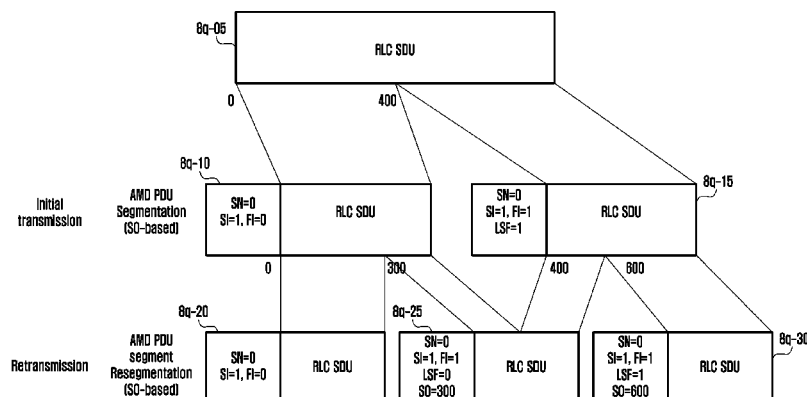 8q-05
RLC SDU
0
400
8q-10
8q-15
Initial
transmission
AMD PDU
Segmentation
(SO-based)
SN=0
SI=1, FI=0
RLC SDU
SN=0
SI=1, FI=1
LSF=1
RLC SDU
0
300
400
600
8q-20
8q-25
8q-30
Retransmission
AMD PDU
segment
Resegmentation
(SO-based)
SN=0
SI=1, FI=0
RLC SDU
SN=0
SI=1, FI=1
LSF=0
SO=300
RLC SDU
SN=0
SI=1, FI=1
LSF=1
SO=600
RLC SDU